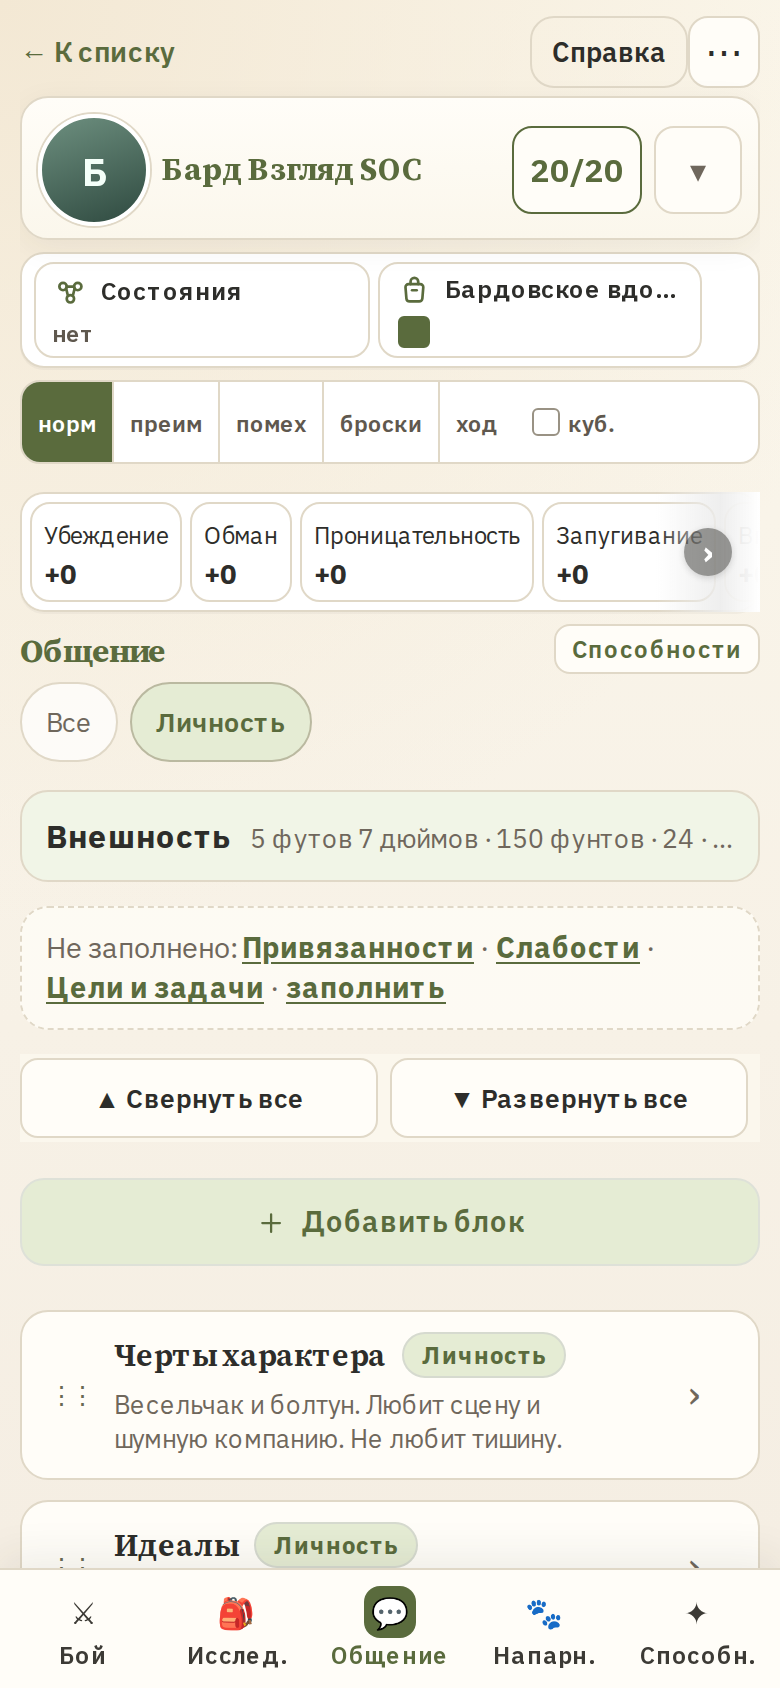 ← К списку
Справка
...
Б
Бард Взгляд SOC
20/20
▼
Состояния
нет
Бардовское вдо...
норм
преим
помех
броски
ход
куб.
Убеждение
+0
Обман
+0
Проницательность
+0
Запугивание
+0
Общение
Способности
Все
Личность
Внешность 5 футов 7 дюймов · 150 фунтов · 24 · ...
Не заполнено: Привязанности · Слабости ·
Цели и задачи · заполнить
▲ Свернуть все
▼ Развернуть все
+ Добавить блок
Черты характера
Личность
Весельчак и болтун. Любит сцену и
шумную компанию. Не любит тишину.
Идеалы
Личность
Бой
Исслед.
Общение
Напарн.
Способн.